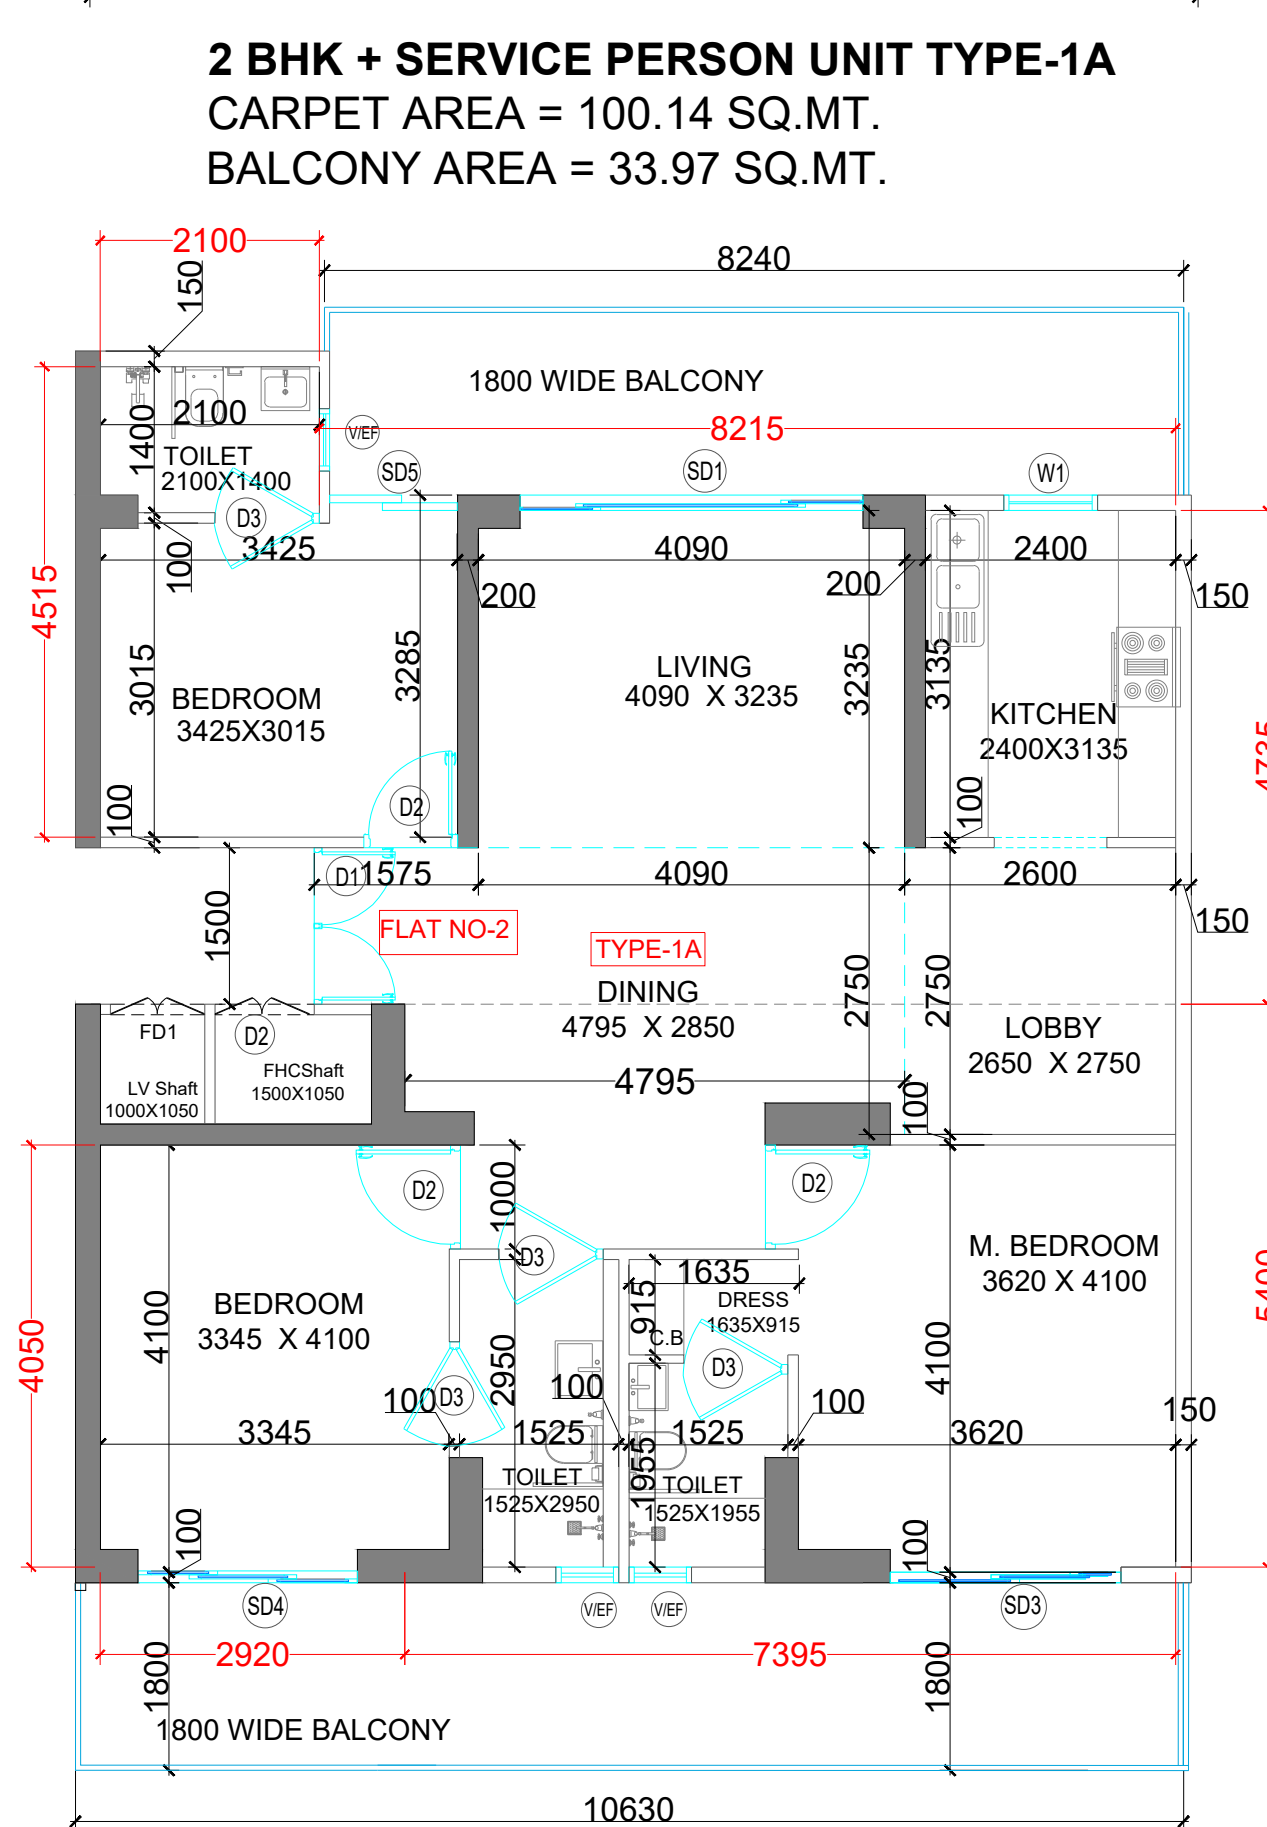 2 BHK + SERVICE PERSON UNIT TYPE-1A
CARPET AREA = 100.14 SQ.MT.
BALCONY AREA = 33.97 SQ.MT.
2100
8240
150
1800 WIDE BALCONY
2100
8215
1400
V/EF
TOILET
2100X1400
SD5
SD1
W1
D3
3425
4090
2400
100
200
200
150
4515
3015
3285
3235
3135
LIVING
4090 X 3235
BEDROOM
3425X3015
KITCHEN
2400X3135
4735
100
D2
100
D1
1575
4090
2600
1500
150
FLAT NO-2
TYPE-1A
2750
2750
DINING
4795 X 2850
LOBBY
2650 X 2750
FD1
D2
FHCShaft
1500X1050
LV Shaft
1000X1050
4795
100
D2
1000
D2
D3
M. BEDROOM
3620 X 4100
5400
1635
915
DRESS
1635X915
BEDROOM
3345 X 4100
4050
4100
C.B
2950
D3
4100
D3
100
100
100
150
3345
1525
1525
3620
1955
TOILET
1525X2950
TOILET
1525X1955
100
100
SD4
V/EF
V/EF
SD3
2920
7395
1800
1800
1800 WIDE BALCONY
10630